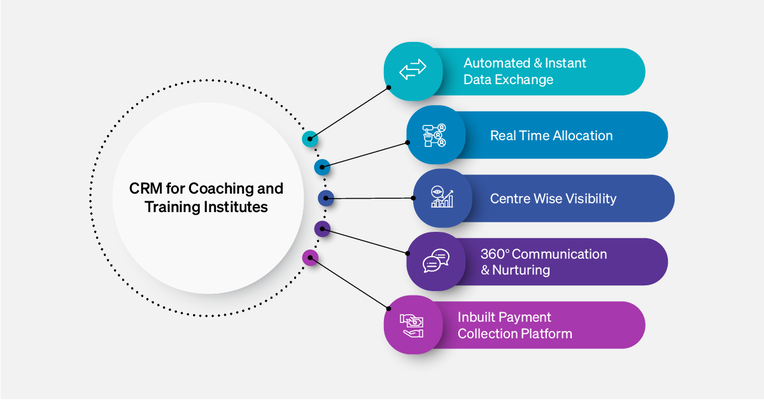 CRM for Coaching and
Training Institutes
Automated & Instant
Data Exchange
Real Time Allocation
Centre Wise Visibility
360° Communication
& Nurturing
Inbuilt Payment
Collection Platform